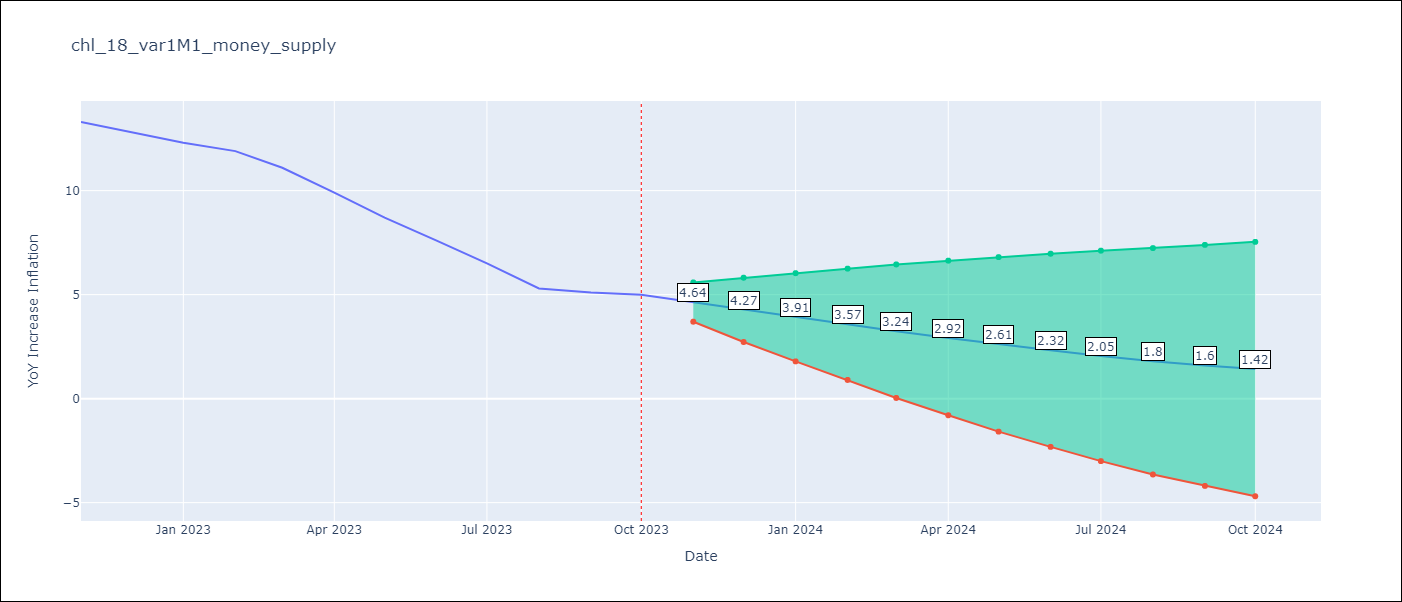 chl_18_var1M1_money_supply
YoY Increase Inflation
10
5
0
−5
4.64
4.27
3.91
3.57
3.24
2.92
2.61
2.32
2.05
1.8
1.6
1.42
Jan 2023
Apr 2023
Jul 2023
Oct 2023
Jan 2024
Apr 2024
Jul 2024
Oct 2024
Date